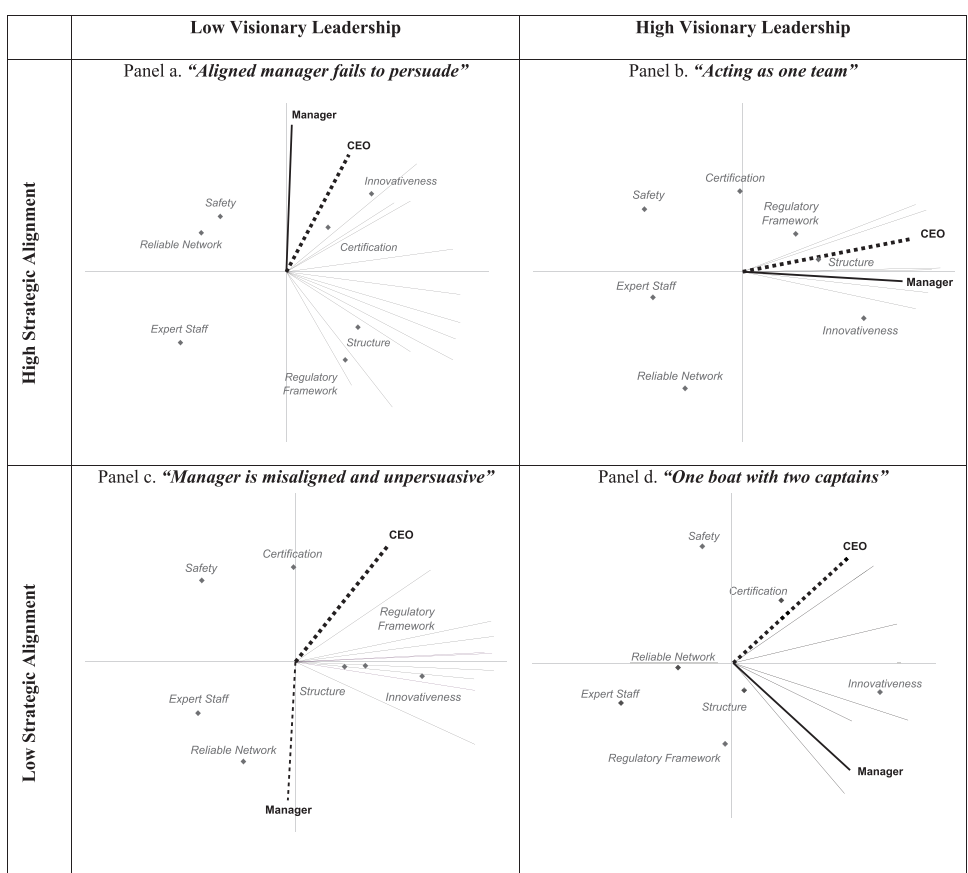 Low Visionary Leadership
High Visionary Leadership
High Strategic Alignment
Panel a. “Aligned manager fails to persuade”
Manager
CEO
Innovativeness
Safety
Reliable Network
Certification
Expert Staff
Structure
Regulatory
Framework
Panel b. “Acting as one team”
Certification
Safety
Regulatory
Framework
CEO
Structure
Manager
Expert Staff
Innovativeness
Reliable Network
Low Strategic Alignment
Panel c. “Manager is misaligned and unpersuasive”
CEO
Certification
Safety
Regulatory
Framework
Structure
Innovativeness
Expert Staff
Reliable Network
Manager
Panel d. “One boat with two captains”
Safety
CEO
Certification
Reliable Network
Innovativeness
Expert Staff
Structure
Regulatory Framework
Manager